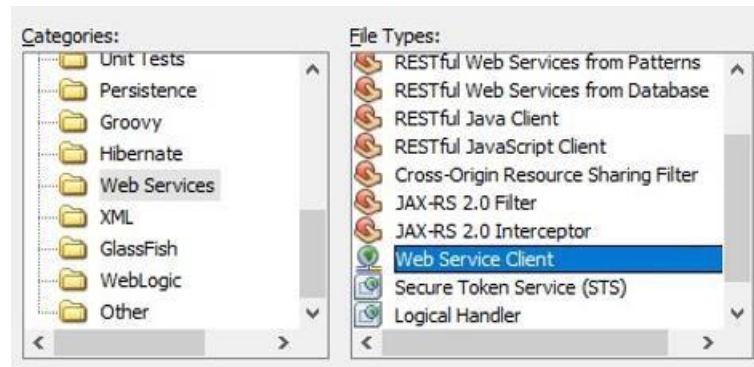 Categories:
Unit Tests
Persistence
Groovy
Hibernate
Web Services
XML
GlassFish
WebLogic
Other
File Types:
RESTful Web Services from Patterns
RESTful Web Services from Database
RESTful Java Client
RESTful JavaScript Client
Cross-Origin Resource Sharing Filter
JAX-RS 2.0 Filter
JAX-RS 2.0 Interceptor
Web Service Client
Secure Token Service (STS)
Logical Handler